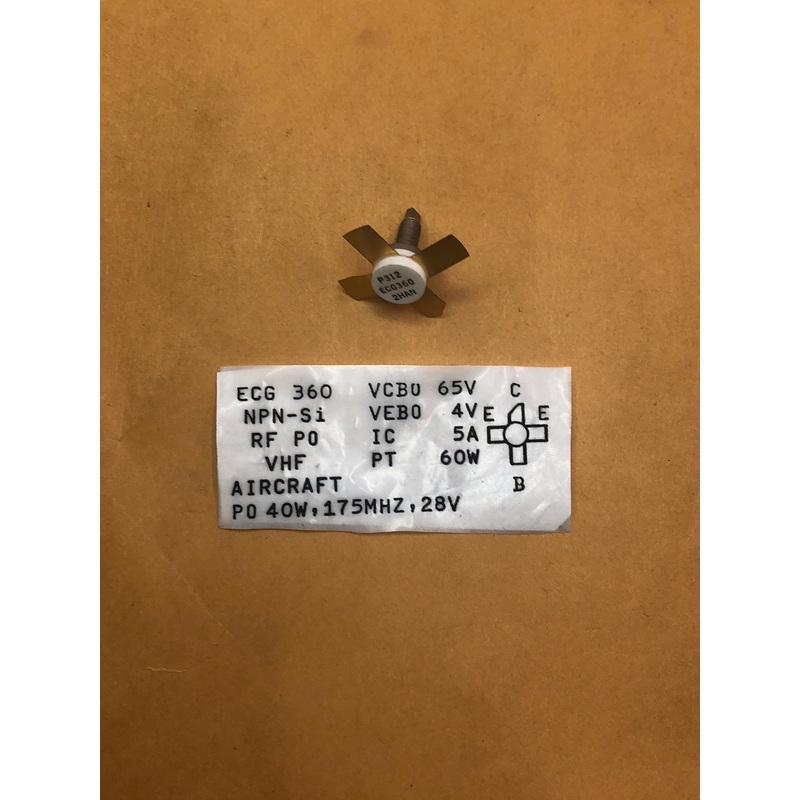 P312
ECG360
2HAN
ECG 360 VCBO 65V C
NPN-Si VEBO 4V E E
RF PO IC 5A
VHF PT 60W
AIRCRAFT B
PO 40W,175MHZ,28V